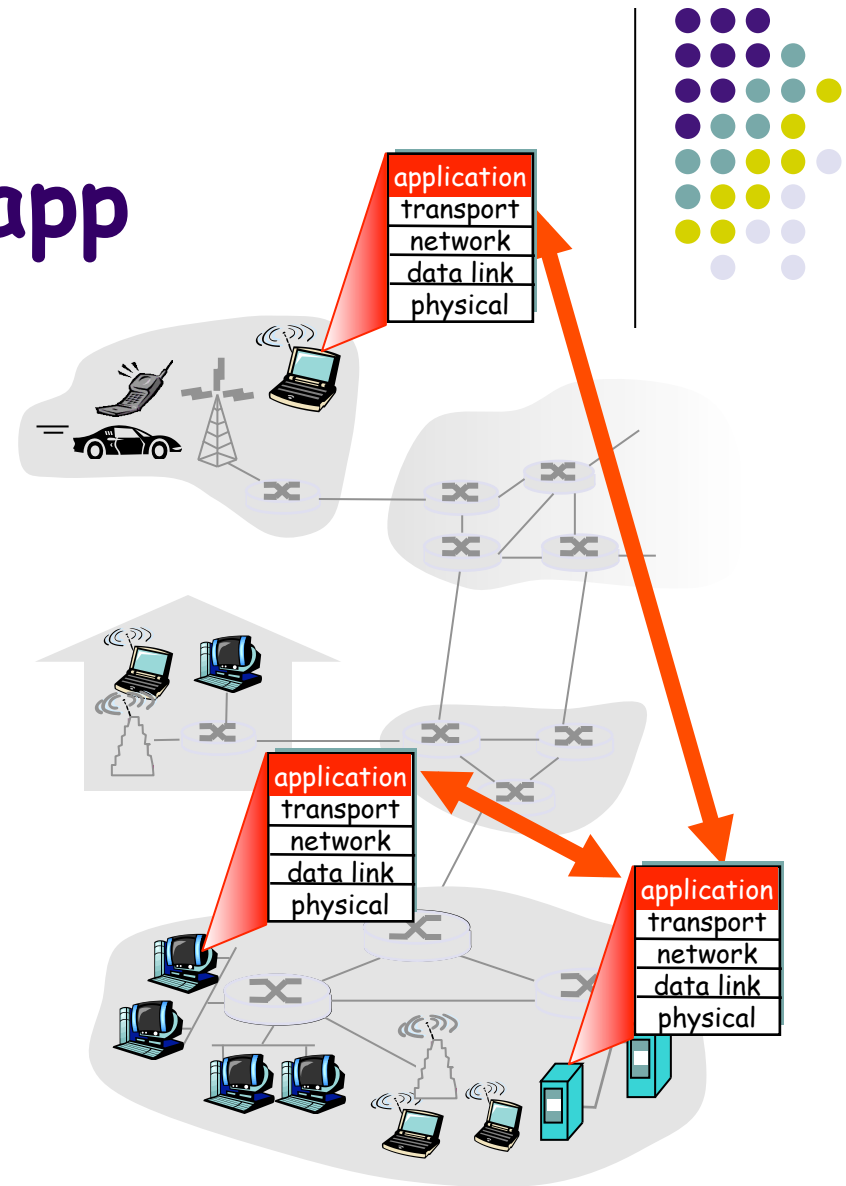 app
application
transport
network
data link
physical
application
transport
network
data link
physical
application
transport
network
data link
physical